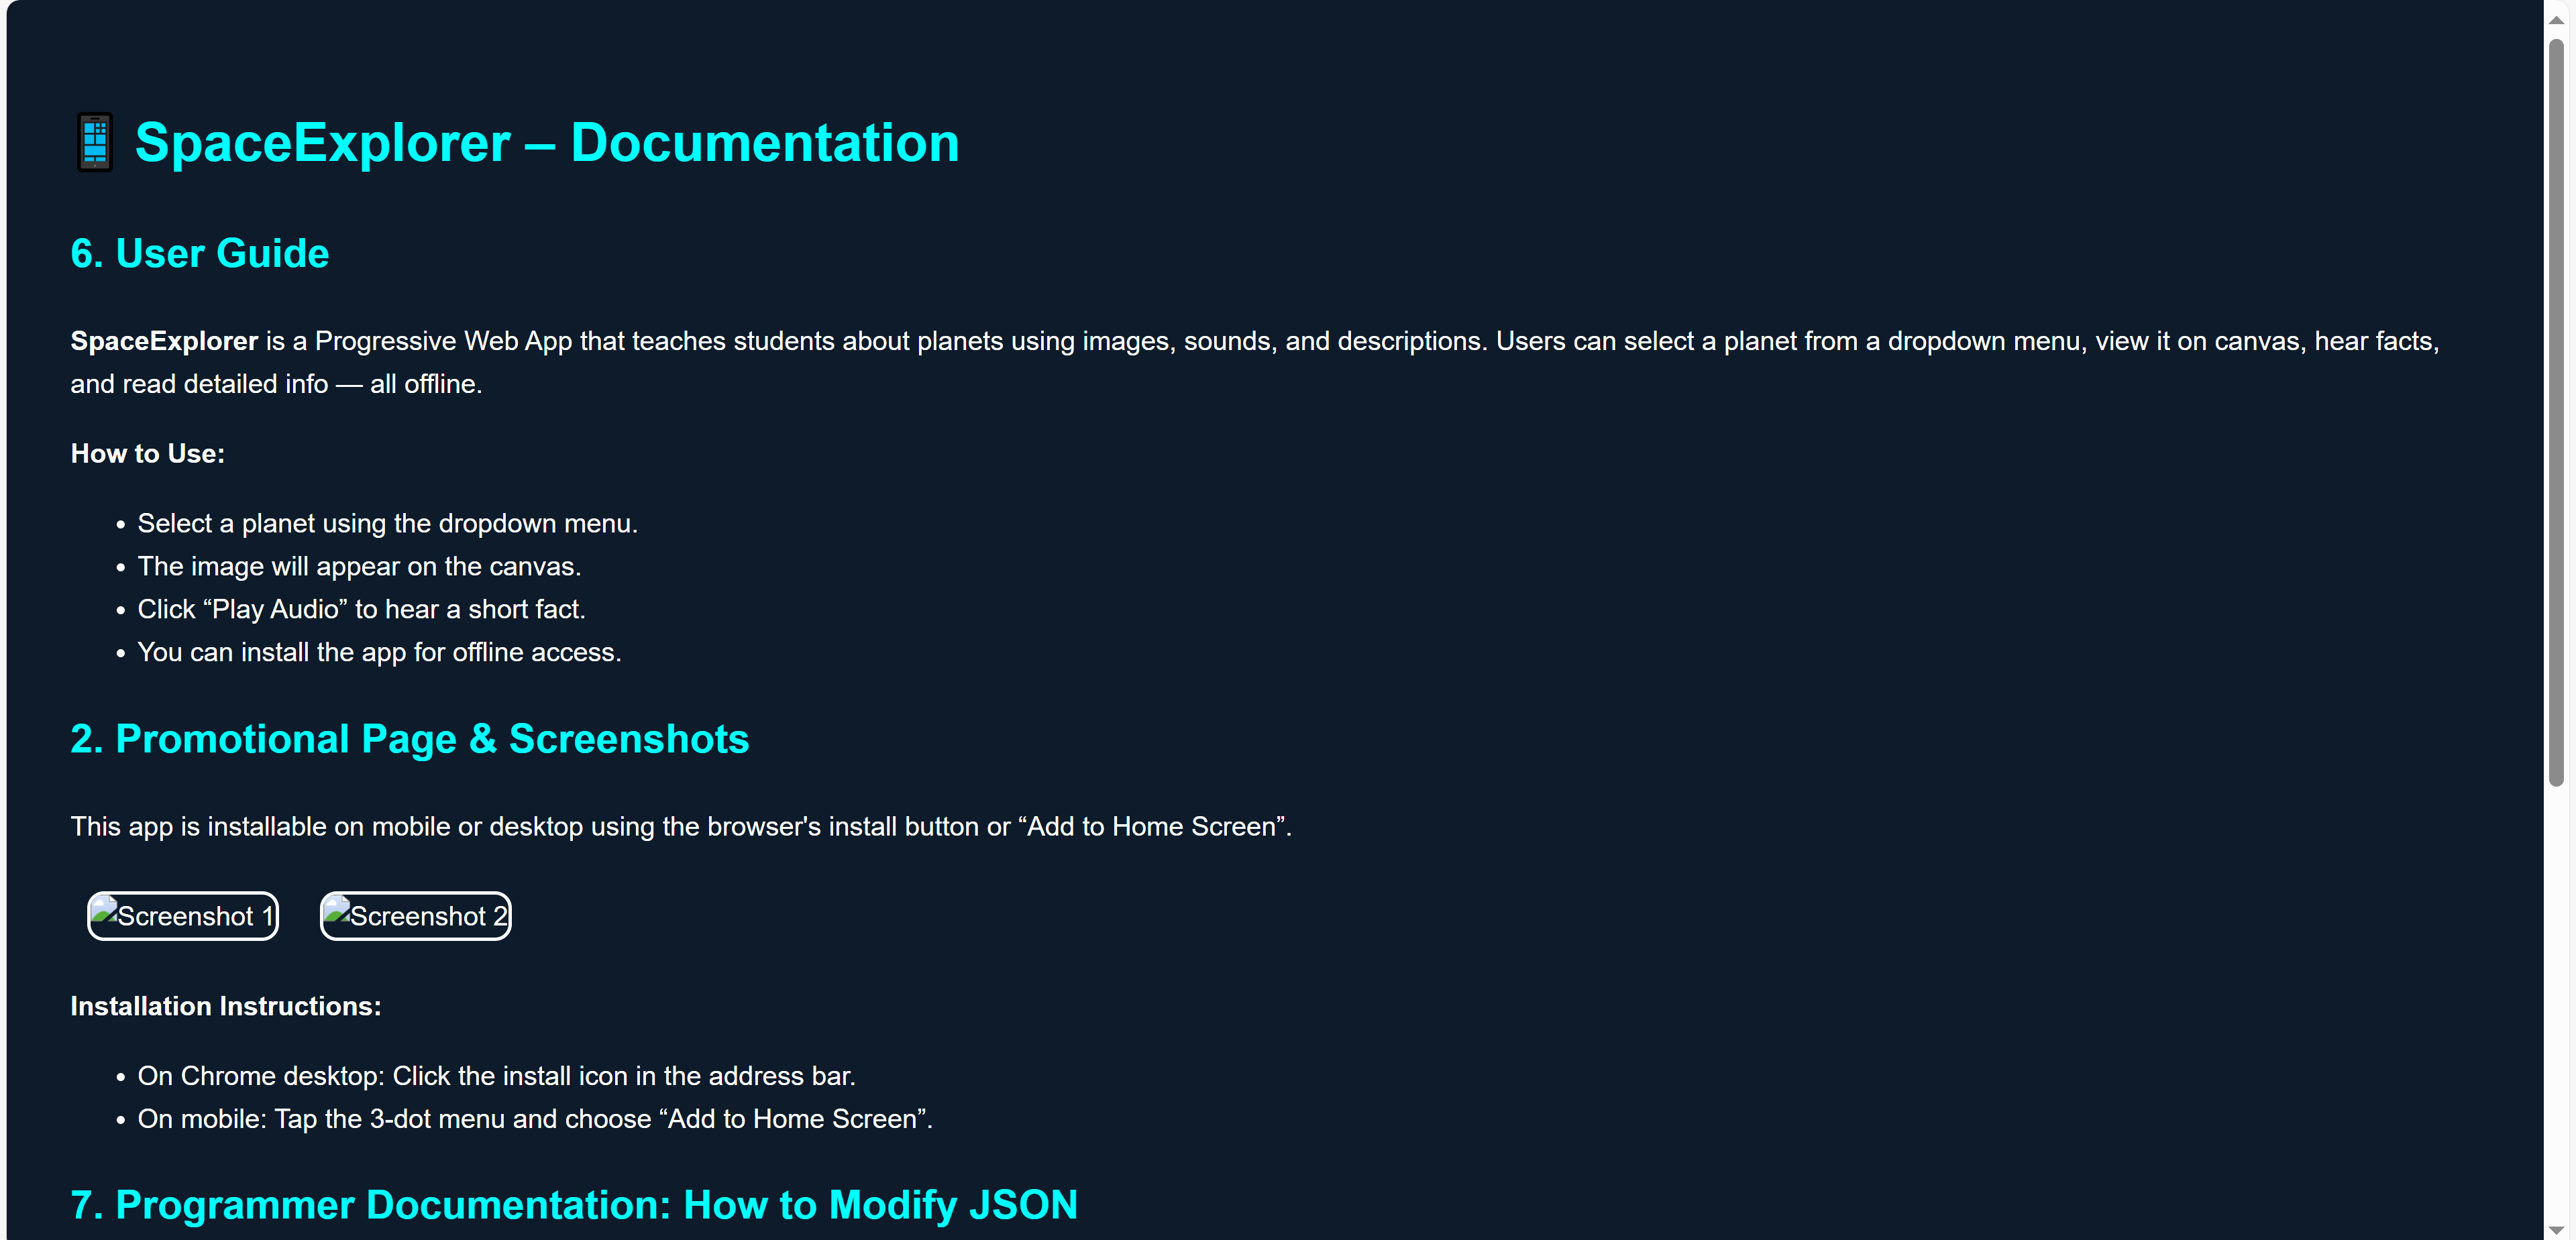 SpaceExplorer – Documentation
6. User Guide
SpaceExplorer is a Progressive Web App that teaches students about planets using images, sounds, and descriptions. Users can select a planet from a dropdown menu, view it on canvas, hear facts,
and read detailed info — all offline.
How to Use:
• Select a planet using the dropdown menu.
• The image will appear on the canvas.
• Click “Play Audio” to hear a short fact.
• You can install the app for offline access.
2. Promotional Page & Screenshots
This app is installable on mobile or desktop using the browser's install button or “Add to Home Screen”.
Screenshot 1 Screenshot 2
Installation Instructions:
• On Chrome desktop: Click the install icon in the address bar.
• On mobile: Tap the 3-dot menu and choose “Add to Home Screen”.
7. Programmer Documentation: How to Modify JSON